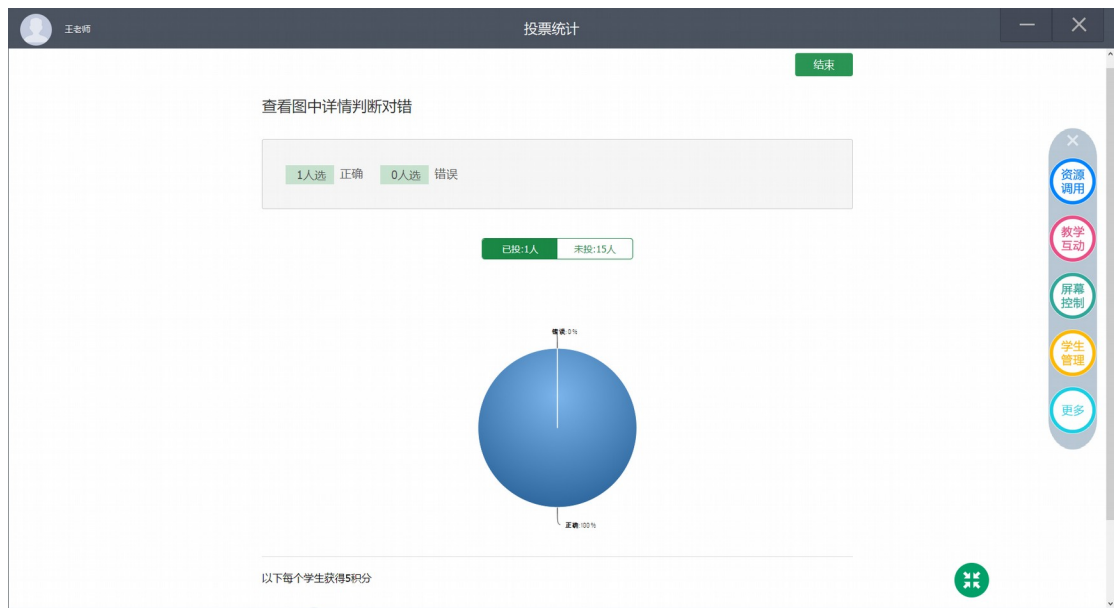 王老师
投票统计
结束
查看图中详情判断对错
1人选 正确 0人选 错误
已投:1人 未投:15人
错误:0%
正确:100%
以下每个学生获得5积分
资源
调用
教学
互动
屏幕
控制
学生
管理
更多